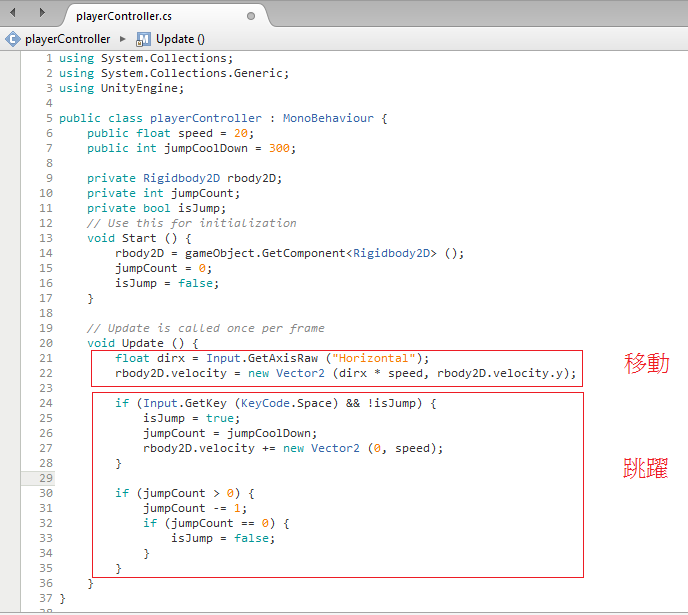 playerController.cs
playerController ▸ Update ()
1 using System.Collections;
2 using System.Collections.Generic;
3 using UnityEngine;
4
5 public class playerController : MonoBehaviour {
6     public float speed = 20;
7     public int jumpCoolDown = 300;
8
9     private Rigidbody2D rbody2D;
10     private int jumpCount;
11     private bool isJump;
12     // Use this for initialization
13     void Start () {
14         rbody2D = gameObject.GetComponent<Rigidbody2D> ();
15         jumpCount = 0;
16         isJump = false;
17     }
18
19     // Update is called once per frame
20     void Update () {
21         float dirx = Input.GetAxisRaw ("Horizontal");
22         rbody2D.velocity = new Vector2 (dirx * speed, rbody2D.velocity.y);
移動
23
24         if (Input.GetKey (KeyCode.Space) && !isJump) {
25             isJump = true;
26             jumpCount = jumpCoolDown;
27             rbody2D.velocity += new Vector2 (0, speed);
28         }
跳躍
29
30         if (jumpCount > 0) {
31             jumpCount -= 1;
32             if (jumpCount == 0) {
33                 isJump = false;
34             }
35         }
36     }
37 }